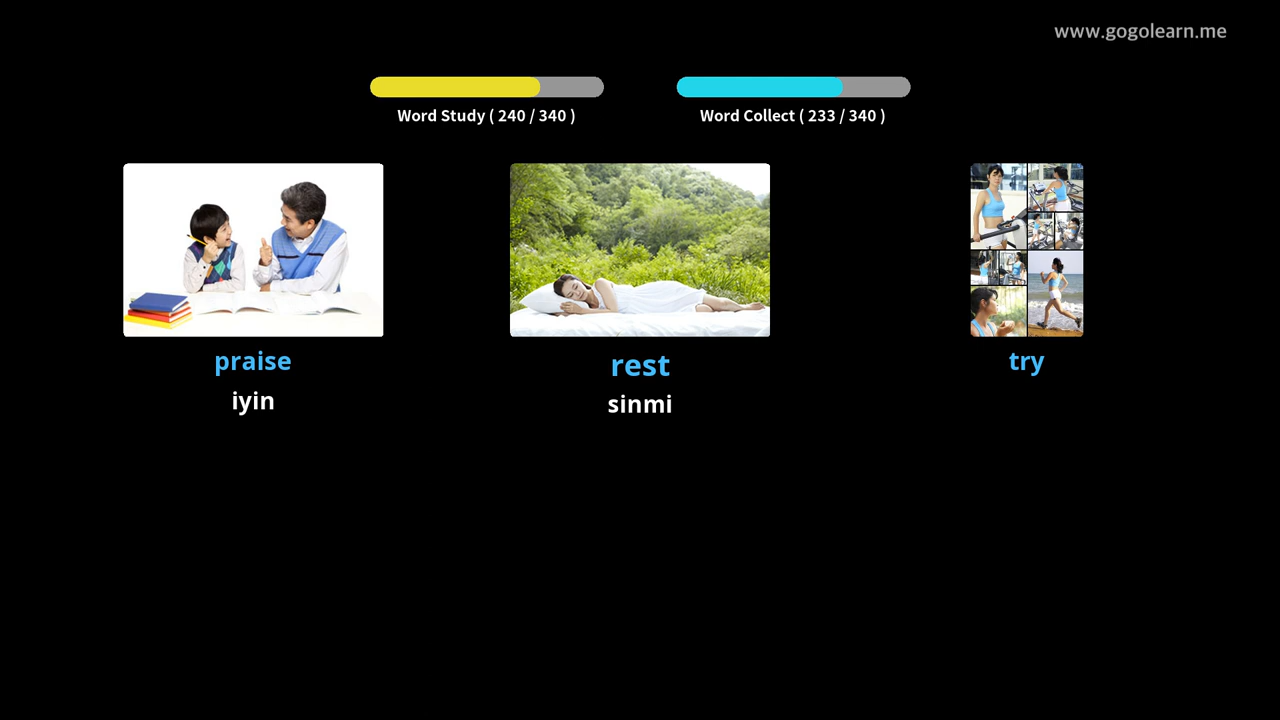 www.gogolearn.me
Word Study ( 240 / 340 )
Word Collect ( 233 / 340 )
praise
iyin
rest
sinmi
try